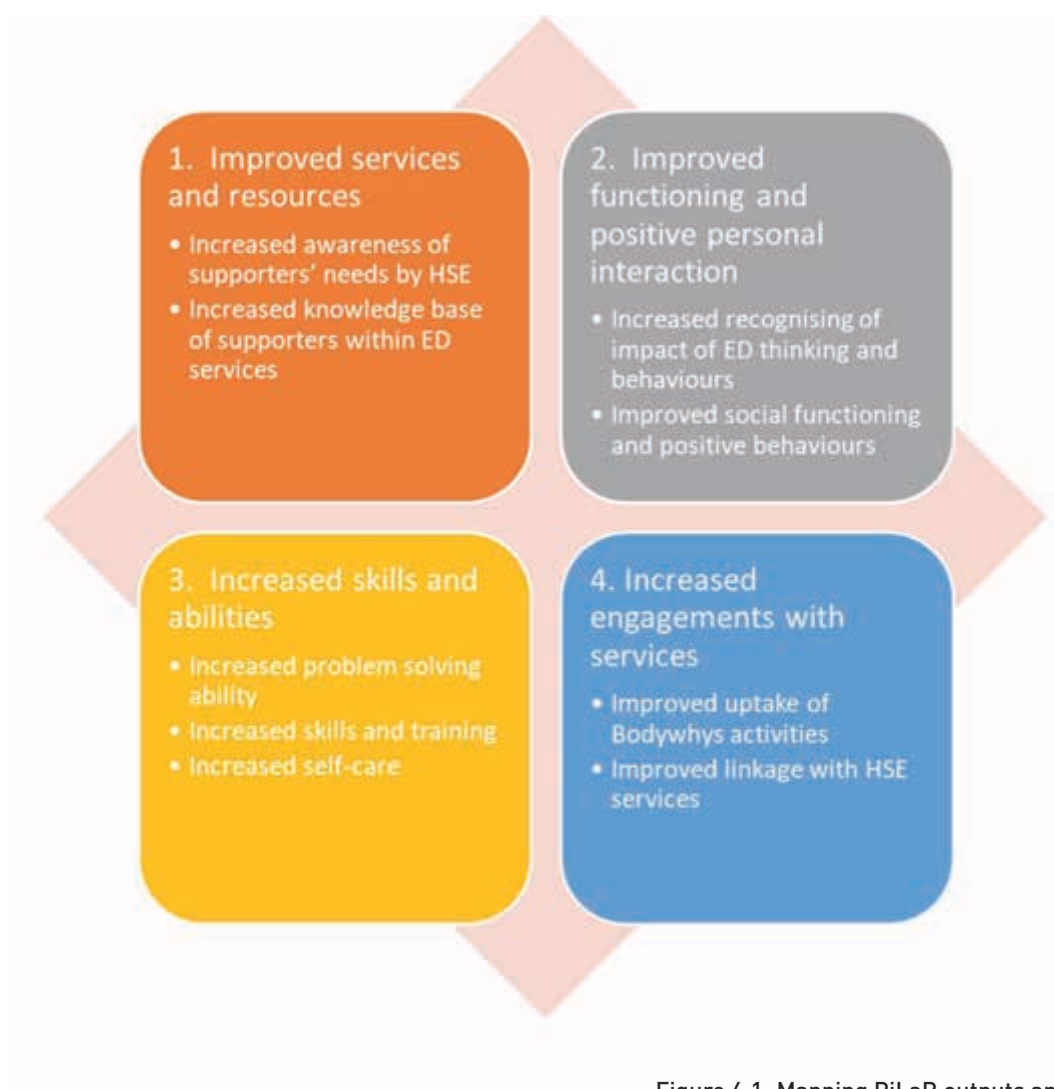 1. Improved services
and resources
• Increased awareness of
supporters' needs by HSE
• Increased knowledge base
of supporters within ED
services
2. Improved
functioning and
positive personal
interaction
• Increased recognising of
impact of ED thinking and
behaviours
• Improved social functioning
and positive behaviours
3. Increased skills and
abilities
• Increased problem solving
ability
• Increased skills and training
• Increased self-care
4. Increased
engagements with
services
• Improved uptake of
Bodywhys activities
• Improved linkage with HSE
services
Mapping PiLaR outputs